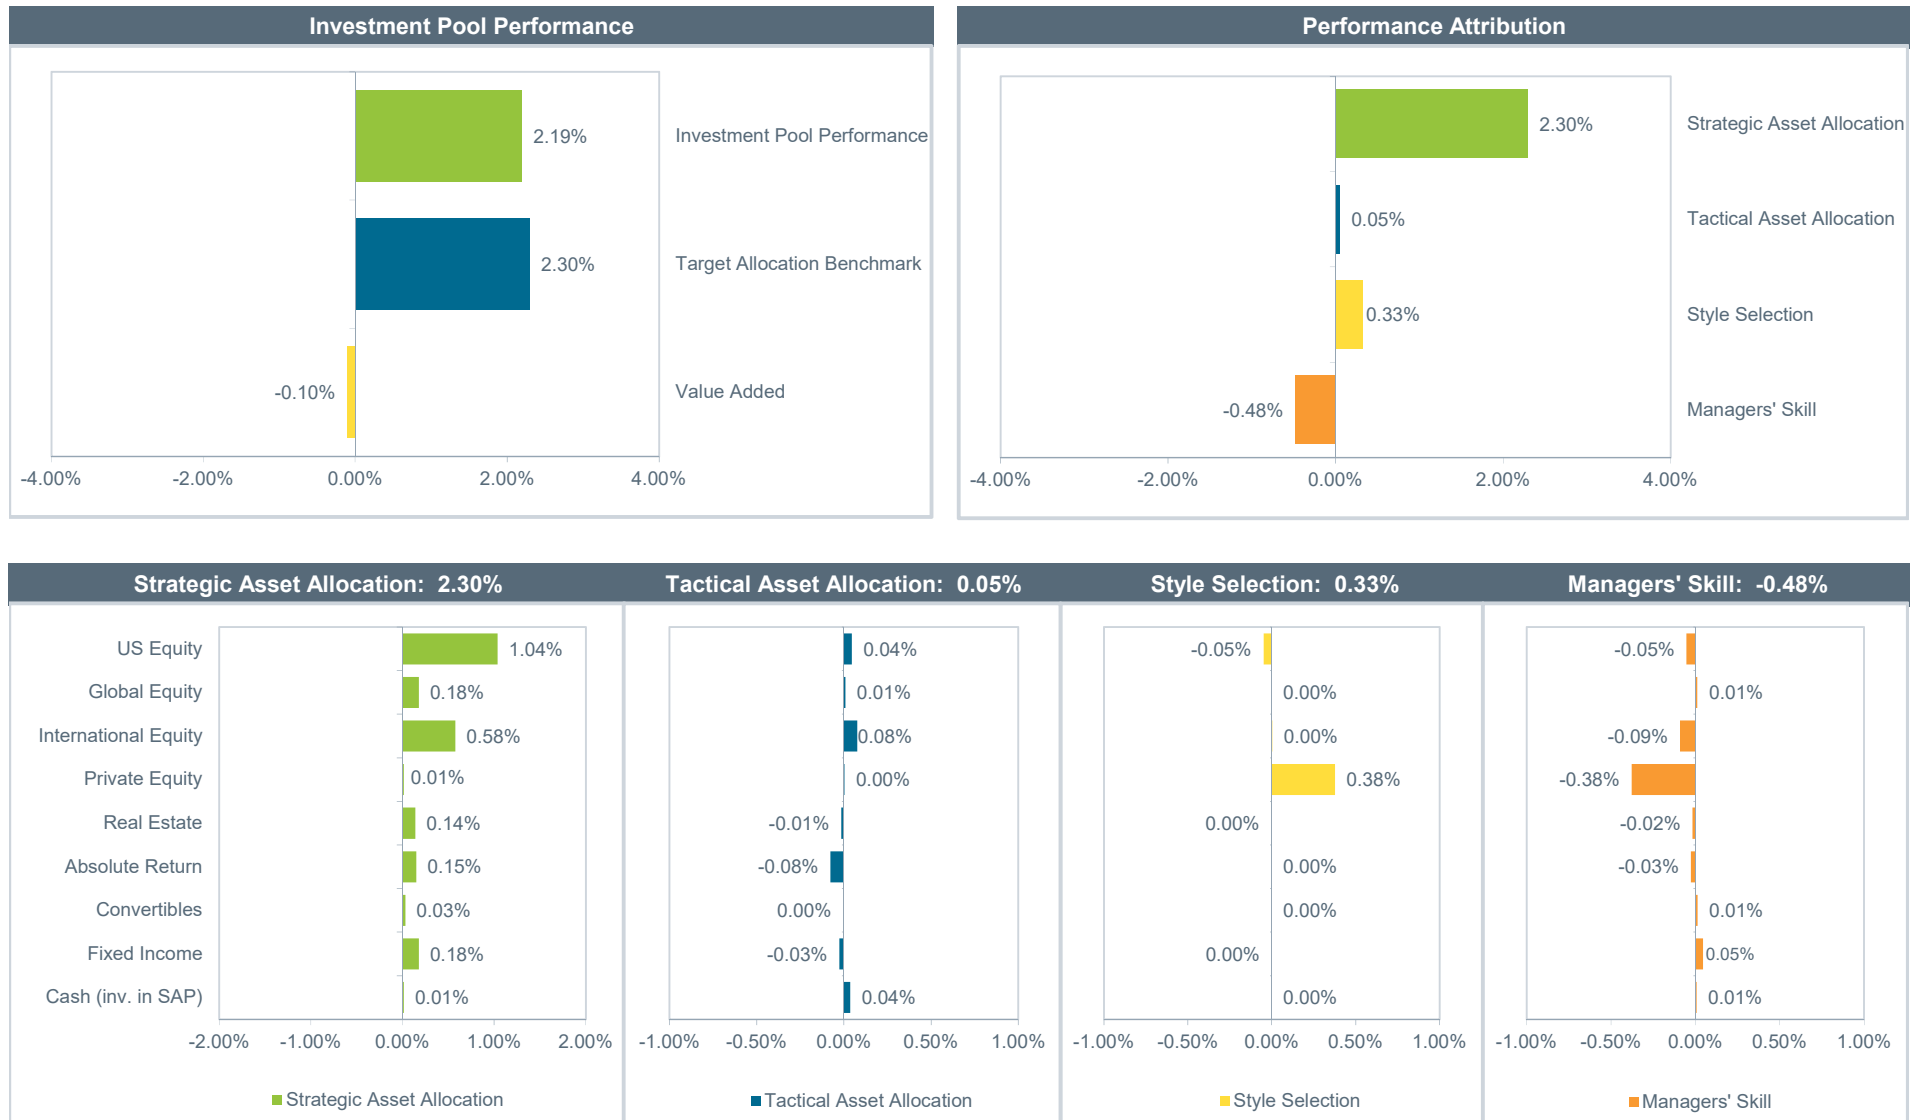 Investment Pool Performance
2.19%
Investment Pool Performance
2.30%
Target Allocation Benchmark
-0.10%
Value Added
-4.00% -2.00% 0.00% 2.00% 4.00%
Performance Attribution
2.30%
Strategic Asset Allocation
0.05%
Tactical Asset Allocation
0.33%
Style Selection
-0.48%
Managers' Skill
-4.00% -2.00% 0.00% 2.00% 4.00%
Strategic Asset Allocation: 2.30% Tactical Asset Allocation: 0.05% Style Selection: 0.33% Managers' Skill: -0.48%
US Equity 1.04% 0.04% -0.05% -0.05%
Global Equity 0.18% 0.01% 0.00% 0.01%
International Equity 0.58% 0.08% 0.00% -0.09%
Private Equity 0.01% 0.00% 0.38% -0.38%
Real Estate 0.14% -0.01% 0.00% -0.02%
Absolute Return 0.15% -0.08% 0.00% -0.03%
Convertibles 0.03% 0.00% 0.00% 0.01%
Fixed Income 0.18% -0.03% 0.00% 0.05%
Cash (inv. in SAP) 0.01% 0.04% 0.00% 0.01%
-2.00% -1.00% 0.00% 1.00% 2.00% -1.00% -0.50% 0.00% 0.50% 1.00% -1.00% -0.50% 0.00% 0.50% 1.00% -1.00% -0.50% 0.00% 0.50% 1.00%
Strategic Asset Allocation Tactical Asset Allocation Style Selection Managers' Skill